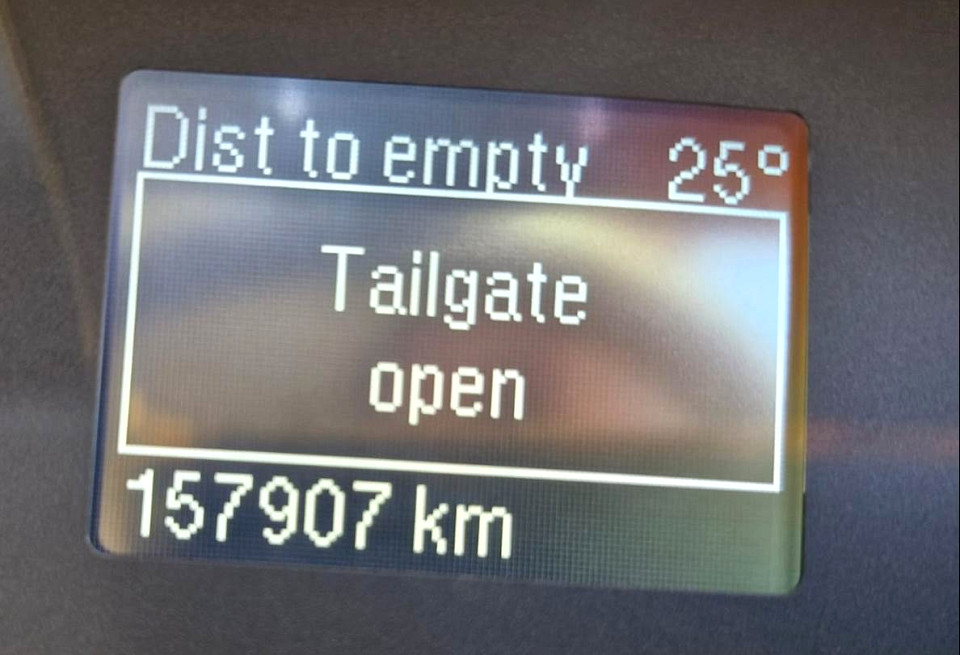 Dist to empty 25°
Tailgate
open
157907 km